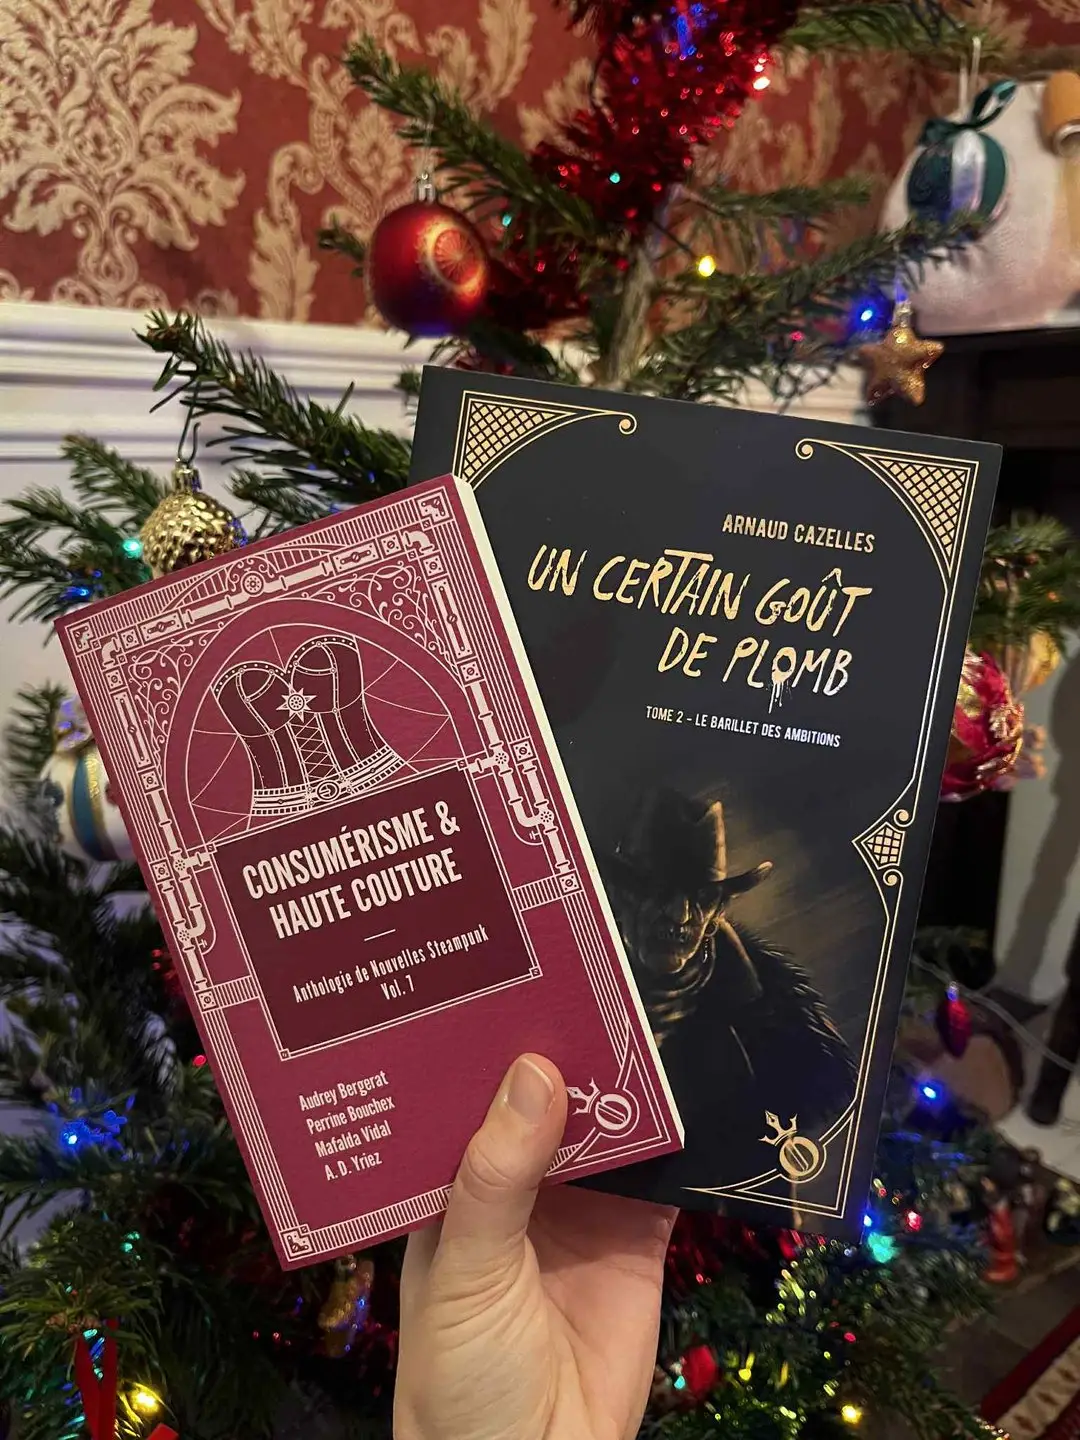 CONSUMÉRISME &
HAUTE COUTURE
Anthologie de Nouvelles Steampunk
Vol. 7
Audrey Bergerat
Perrine Bouchex
Mafalda Vidal
A. D. Yriez
ARNAUD CAZELLES
UN CERTAIN GOÛT
DE PLOMB
TOME 2 - LE BARILLET DES AMBITIONS